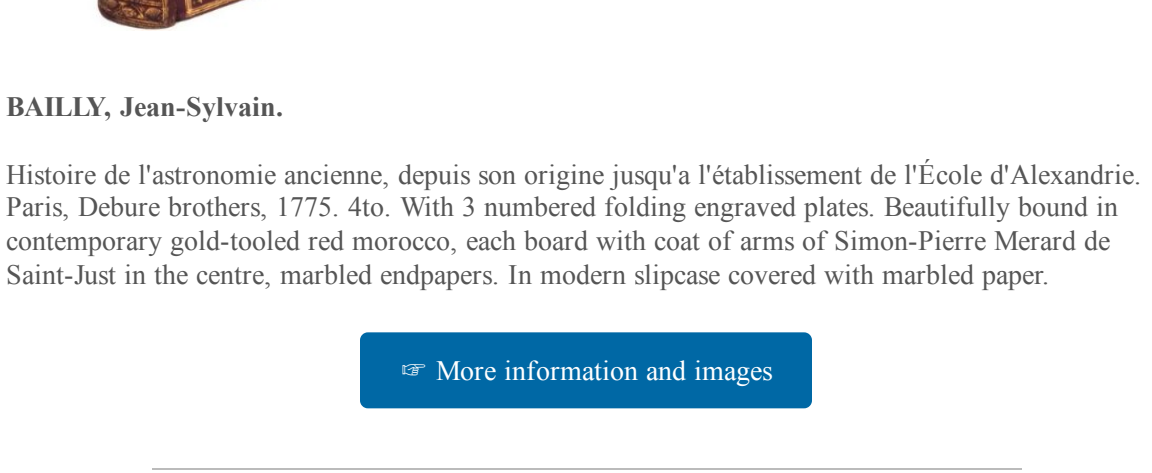 BAILLY, Jean-Sylvain.
Histoire de l'astronomie ancienne, depuis son origine jusqu'a l'établissement de l'École d'Alexandrie.
Paris, Debure brothers, 1775. 4to. With 3 numbered folding engraved plates. Beautifully bound in
contemporary gold-tooled red morocco, each board with coat of arms of Simon-Pierre Merard de
Saint-Just in the centre, marbled endpapers. In modern slipcase covered with marbled paper.
☞ More information and images